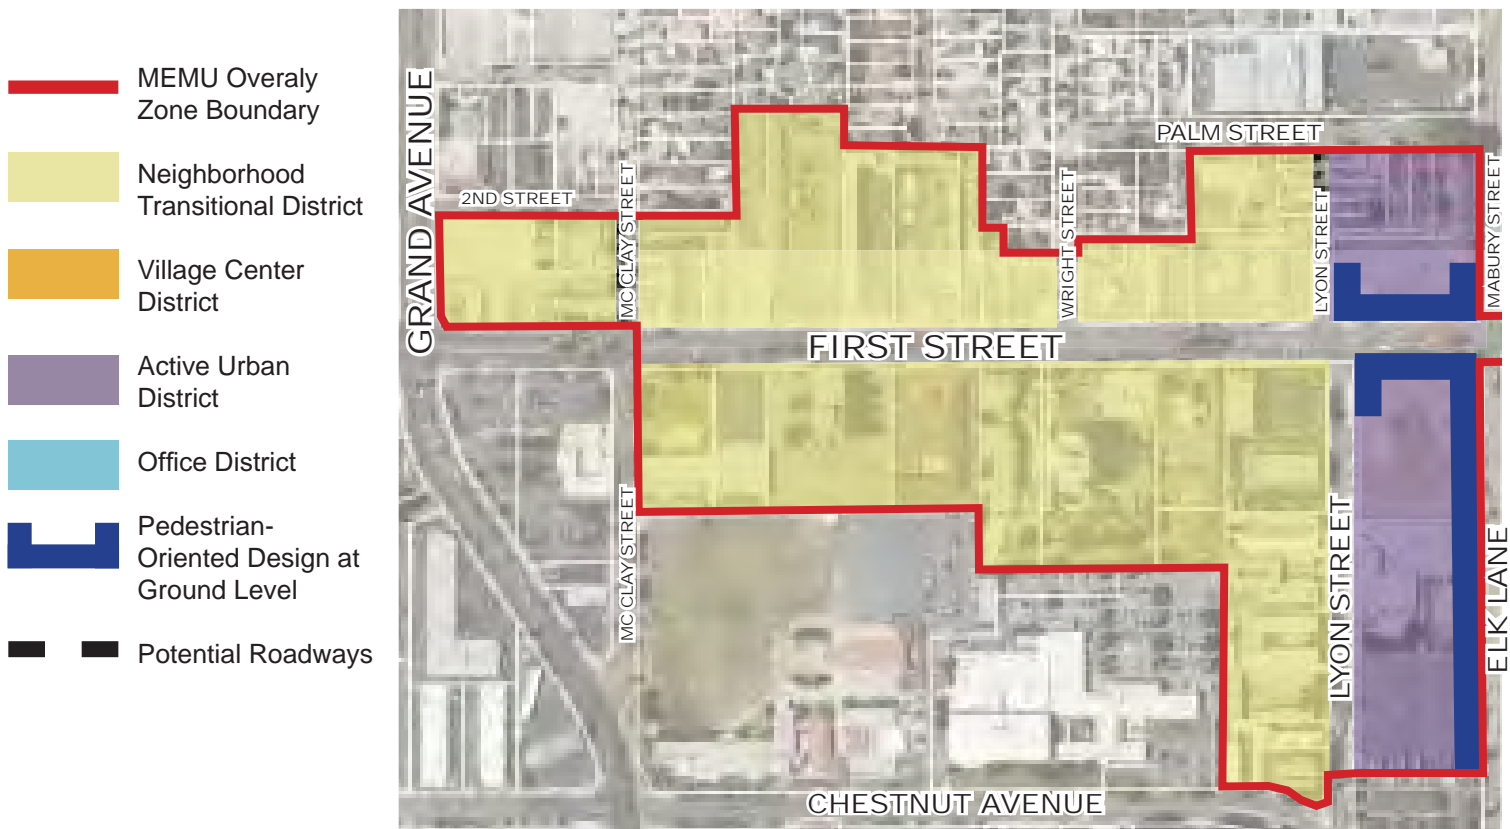 MEMU Overaly
Zone Boundary
Neighborhood
Transitional District
Village Center
District
Active Urban
District
Office District
Pedestrian-
Oriented Design at
Ground Level
Potential Roadways
GRAND AVENUE
2ND STREET
MC CLAY STREET
WRIGHT STREET
PALM STREET
LYON STREET
MABURY STREET
FIRST STREET
MC CLAY STREET
LYON STREET
ELK LANE
CHESTNUT AVENUE